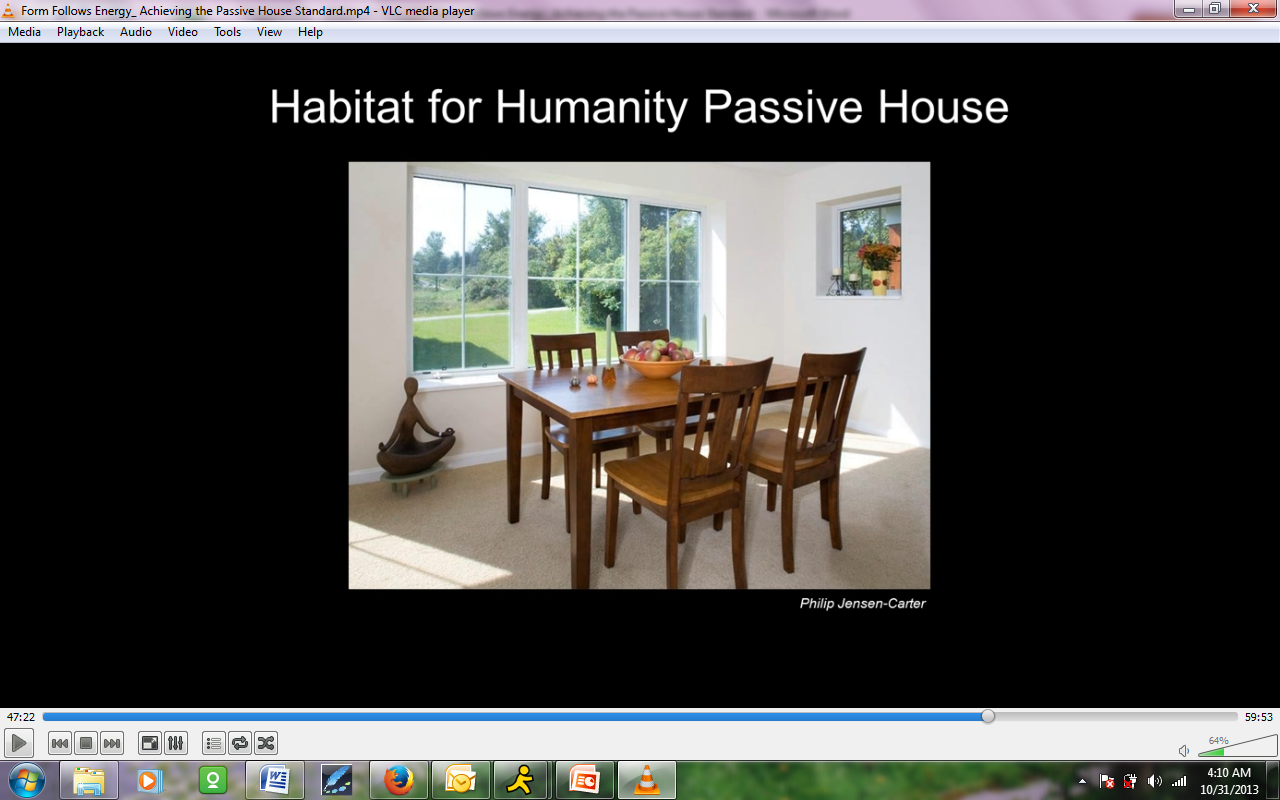 Form Follows Energy_ Achieving the Passive House Standard.mp4 - VLC media player
Media Playback Audio Video Tools View Help
Habitat for Humanity Passive House
Philip Jensen-Carter
47:22
59:53
64%
4:10 AM
10/31/2013